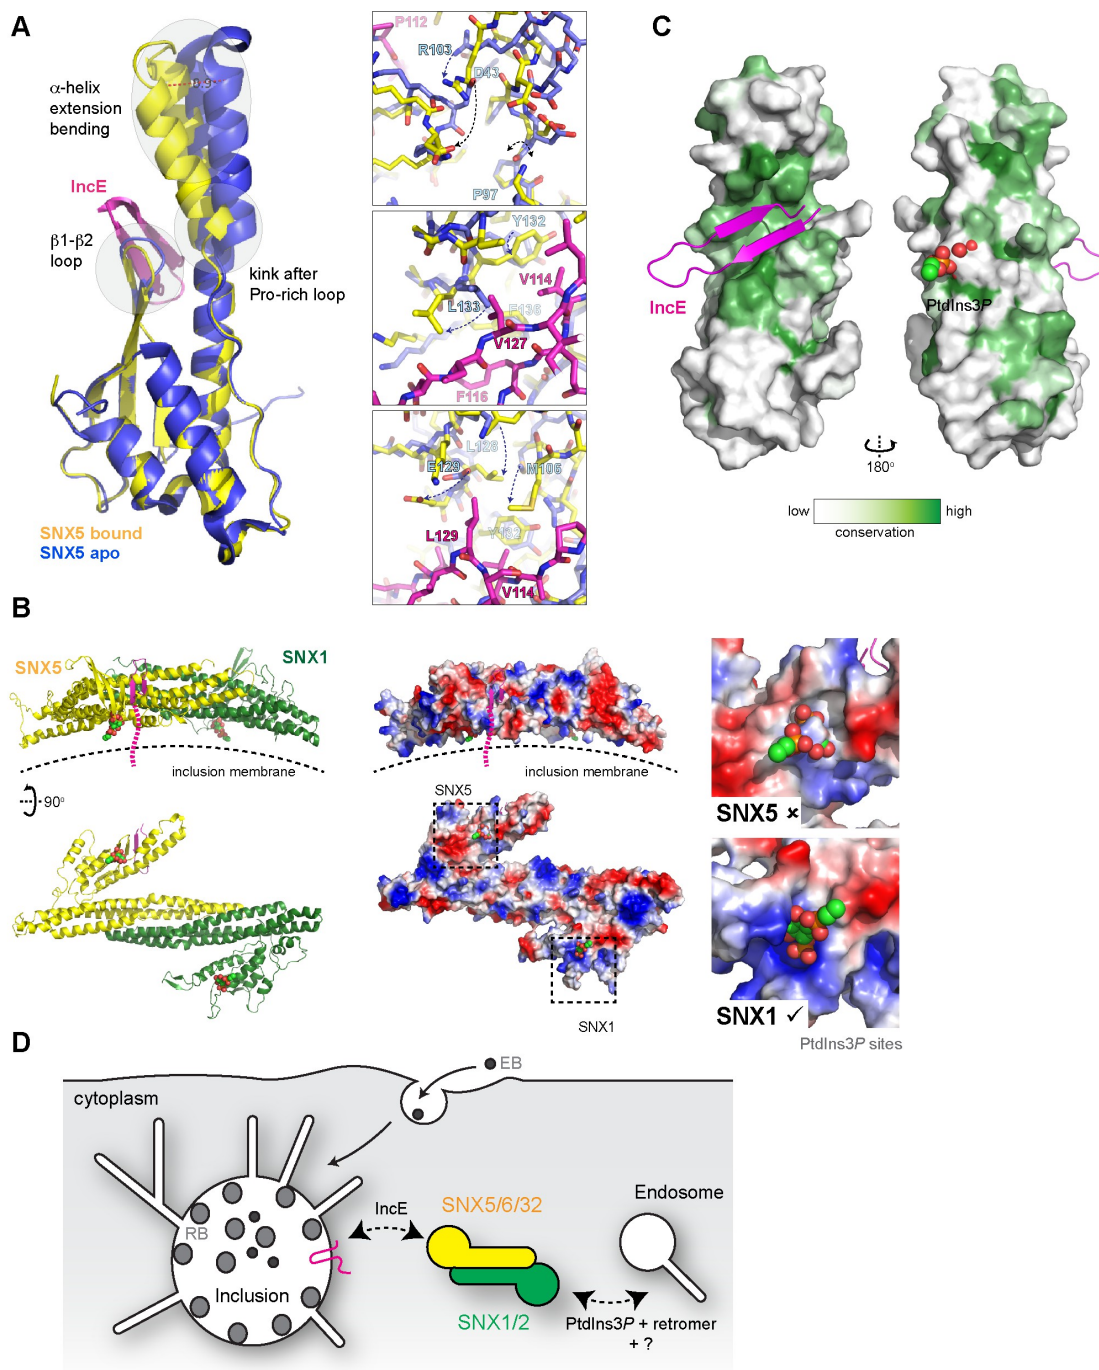 A
α-helix
extension
bending
IncE
β1-β2
loop
kink after
Pro-rich loop
SNX5 bound
SNX5 apo
P112
R103
D43
P97
Y132
V114
L133
F136
V127
F116
L128
E129
M106
L129
Y132
V114
C
IncE
PtdIns3P
180°
low
high
conservation
B
SNX5
SNX1
inclusion membrane
90°
inclusion membrane
SNX5
SNX1
SNX5 ✗
SNX1 ✓
PtdIns3P sites
D
cytoplasm
EB
RB
Inclusion
IncE
SNX5/6/32
SNX1/2
Endosome
PtdIns3P + retromer
+ ?